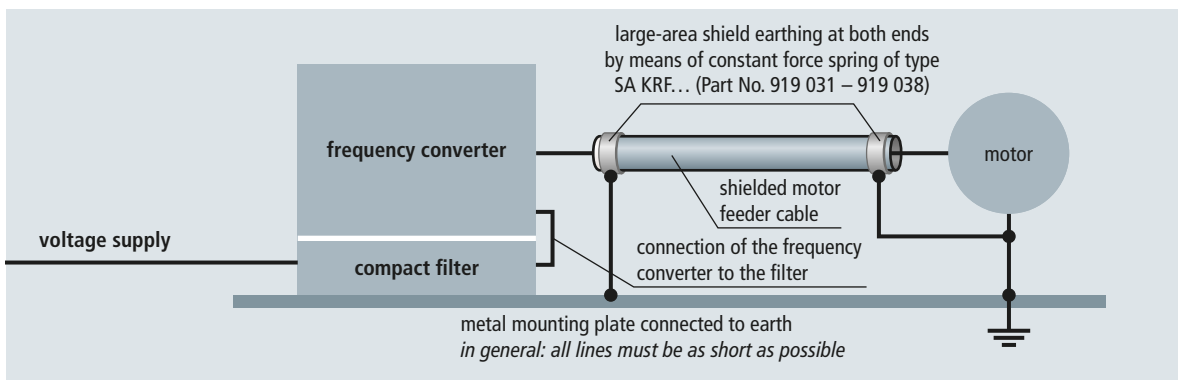 large-area shield earthing at both ends
by means of constant force spring of type
SA KRF… (Part No. 919 031 – 919 038)
frequency converter
motor
shielded motor
feeder cable
voltage supply
connection of the frequency
converter to the filter
compact filter
metal mounting plate connected to earth
in general: all lines must be as short as possible